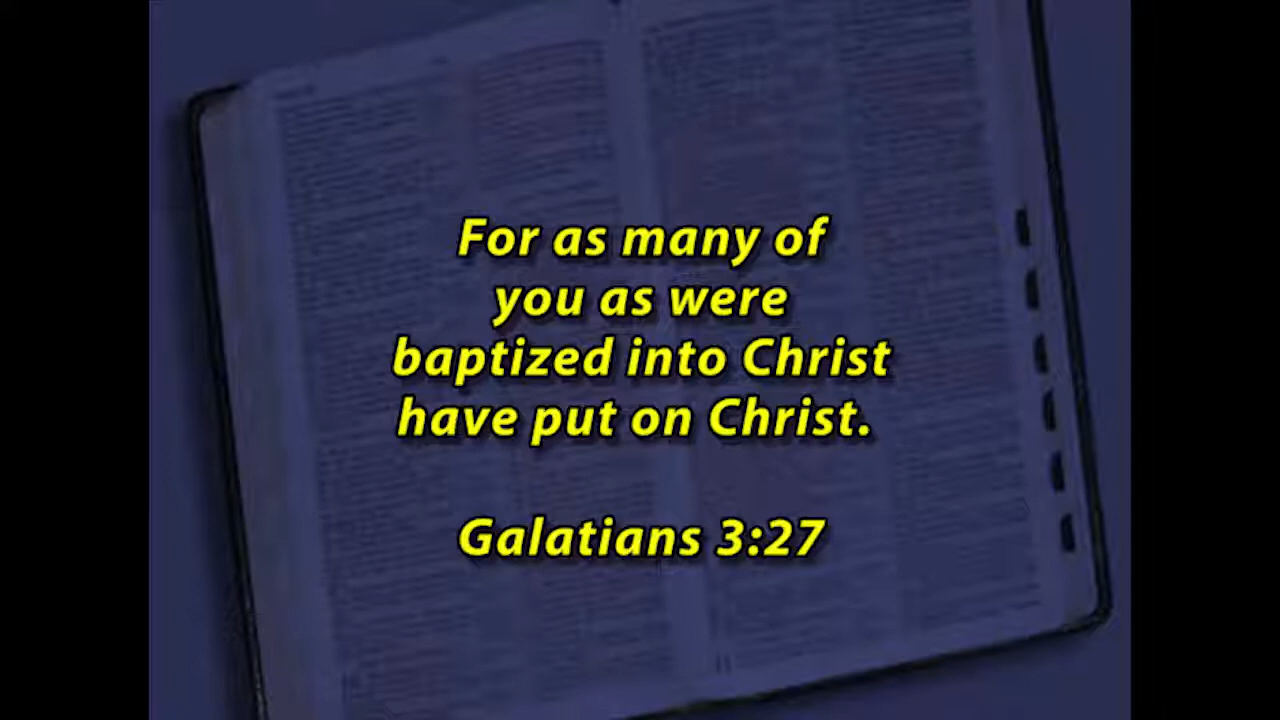 For as many of
you as were
baptized into Christ
have put on Christ.
Galatians 3:27